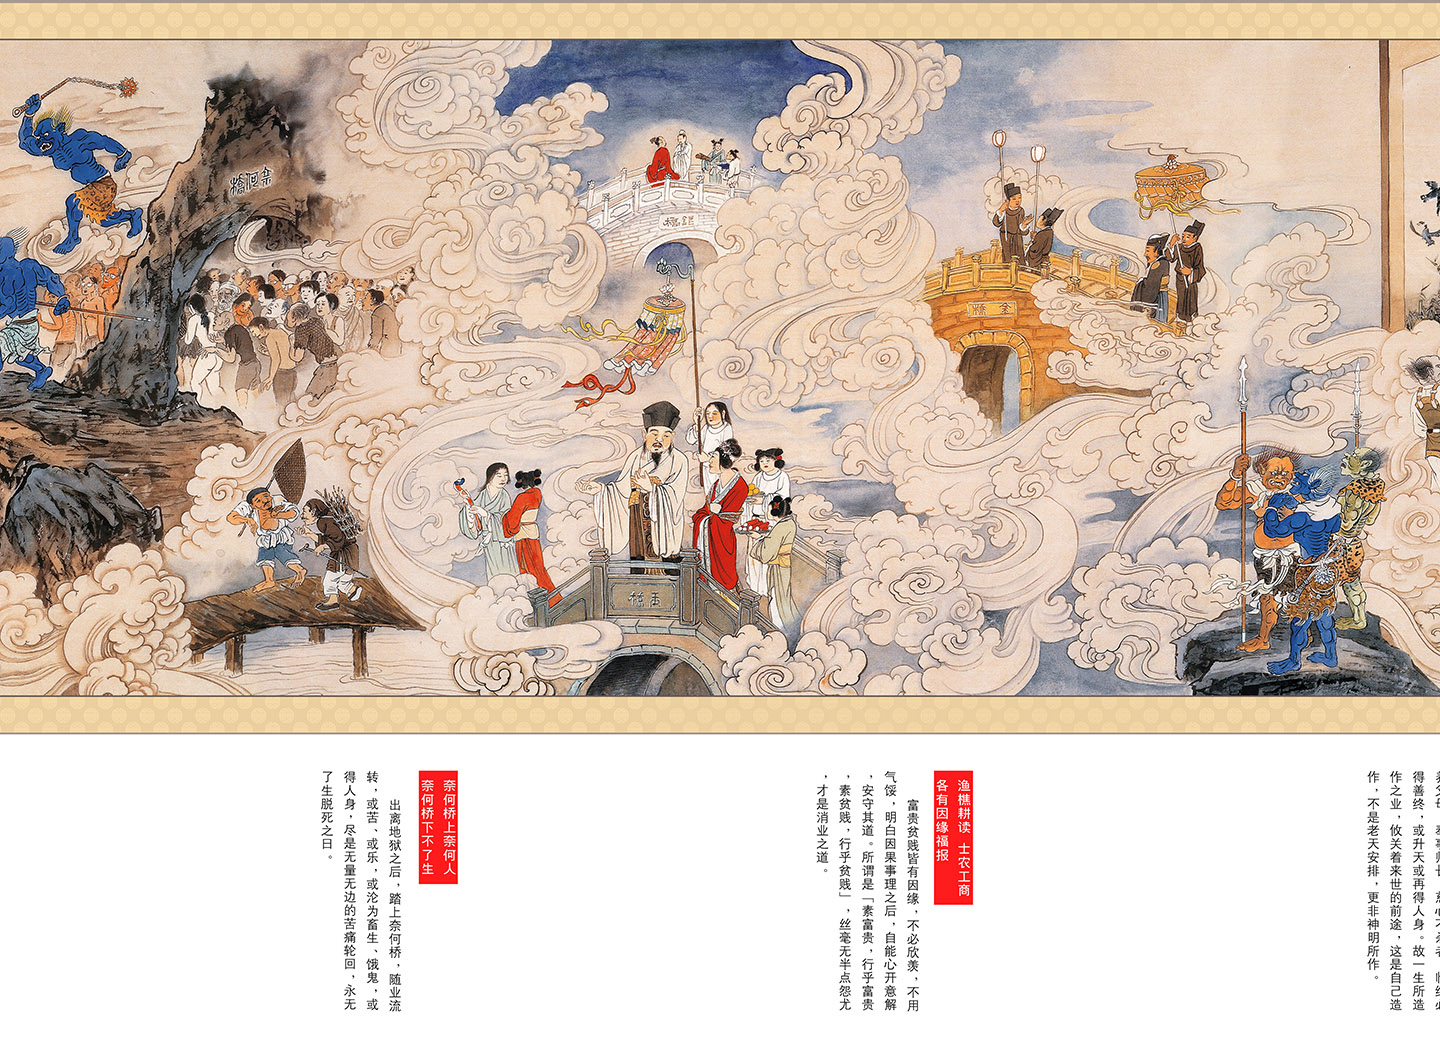 奈何橋
銀橋
金橋
玉橋
得善终，或升天或再得人身。故一生所造
作之业，攸关着来世的前途，这是自己造
作，不是老天安排，更非神明所作。
渔樵耕读 士农工商
各有因缘福报
富贵贫贱皆有因缘，不必欣羡，不用
气馁，明白因果事理之后，自能心开意解
，安守其道。所谓是「素富贵，行乎富贵
，素贫贱，行乎贫贱」，丝毫无半点怨尤
，才是消业之道。
奈何桥上奈何人
奈何桥下不了生
出离地狱之后，踏上奈何桥，随业流
转，或苦、或乐，或沦为畜生、饿鬼，或
得人身，尽是无量无边的苦痛轮回，永无
了生脱死之日。